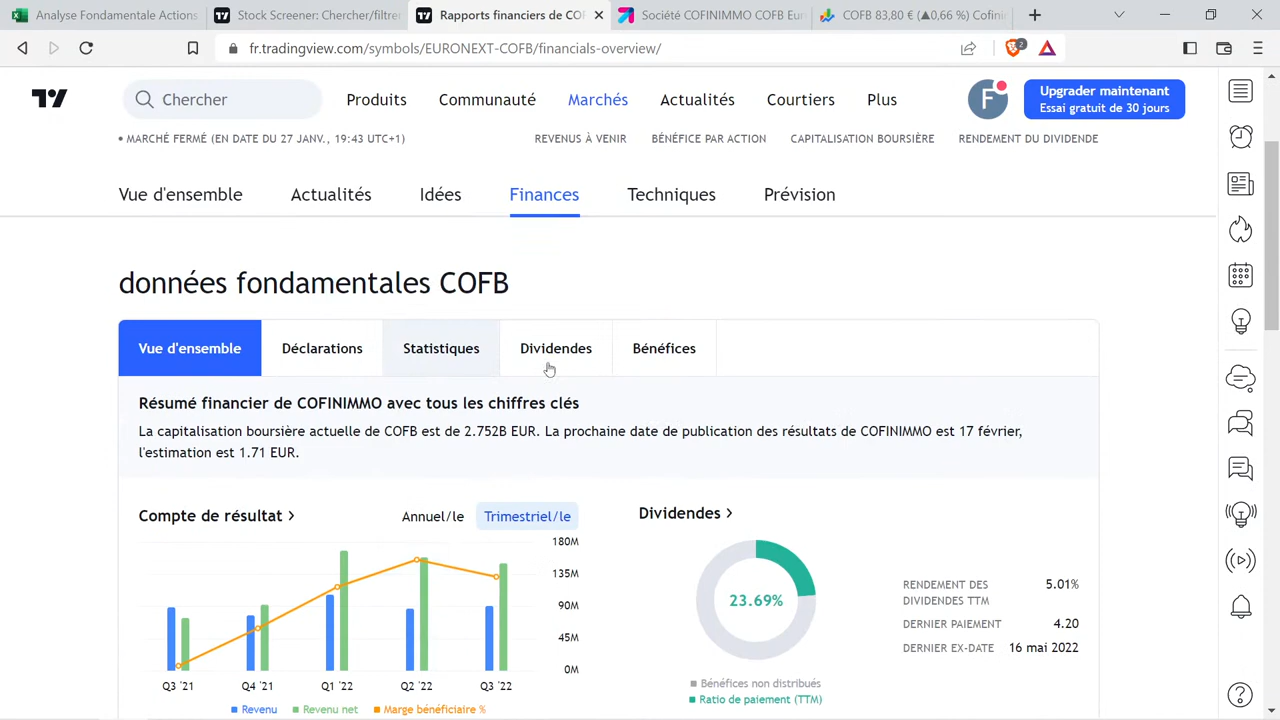 Analyse Fondamentale Actions
Stock Screener: Chercher/filtrer
Rapports financiers de COF
Société COFINIMMO COFB Eur
COFB 83,80 € (▲0,66 %) Cofini
fr.tradingview.com/symbols/EURONEXT-COFB/financials-overview/
2
Chercher
Produits
Communauté
Marchés
Actualités
Courtiers
Plus
F
Upgrader maintenant
Essai gratuit de 30 jours
• MARCHÉ FERMÉ (EN DATE DU 27 JANV., 19:43 UTC+1)
REVENUS À VENIR
BÉNÉFICE PAR ACTION
CAPITALISATION BOURSIÈRE
RENDEMENT DU DIVIDENDE
Vue d'ensemble
Actualités
Idées
Finances
Techniques
Prévision
données fondamentales COFB
Vue d'ensemble
Déclarations
Statistiques
Dividendes
Bénéfices
Résumé financier de COFINIMMO avec tous les chiffres clés
La capitalisation boursière actuelle de COFB est de 2.752B EUR. La prochaine date de publication des résultats de COFINIMMO est 17 février,
l'estimation est 1.71 EUR.
Compte de résultat >
Annuel/le
Trimestriel/le
180M
135M
90M
45M
0M
Q3 '21
Q4 '21
Q1 '22
Q2 '22
Q3 '22
Revenu
Revenu net
Marge bénéficiaire %
Dividendes >
23.69%
Bénéfices non distribués
Ratio de paiement (TTM)
RENDEMENT DES
DIVIDENDES TTM
5.01%
DERNIER PAIEMENT
4.20
DERNIER EX-DATE
16 mai 2022